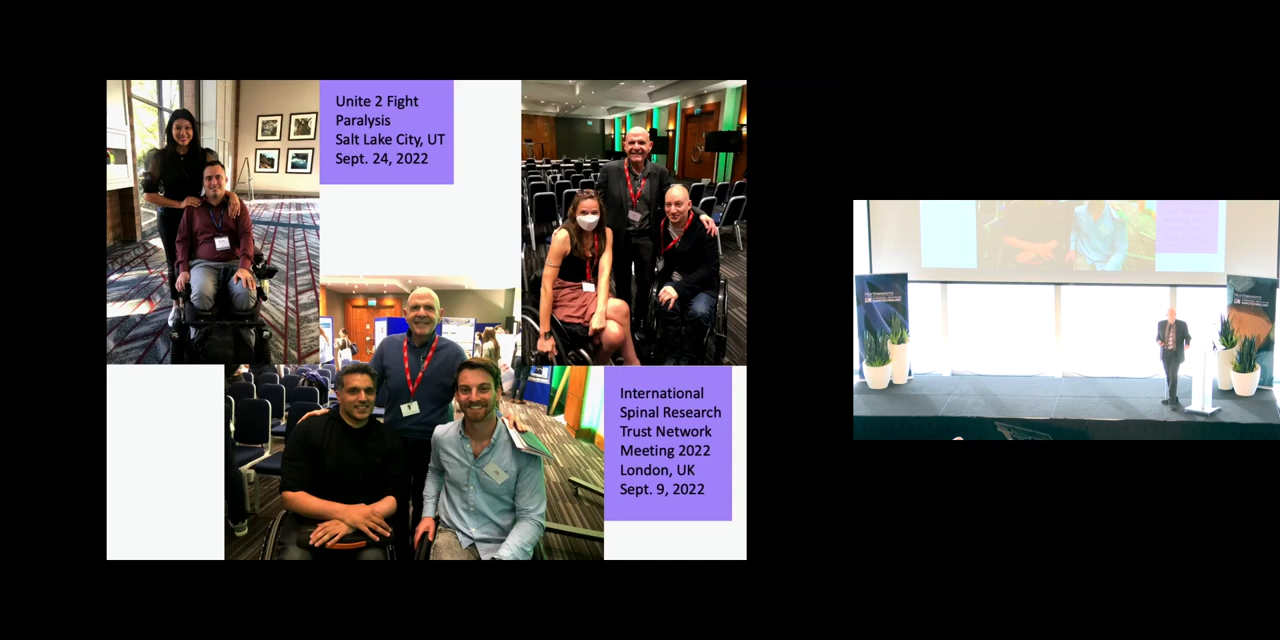 Unite 2 Fight
Paralysis
Salt Lake City, UT
Sept. 24, 2022
International
Spinal Research
Trust Network
Meeting 2022
London, UK
Sept. 9, 2022
Northwestern